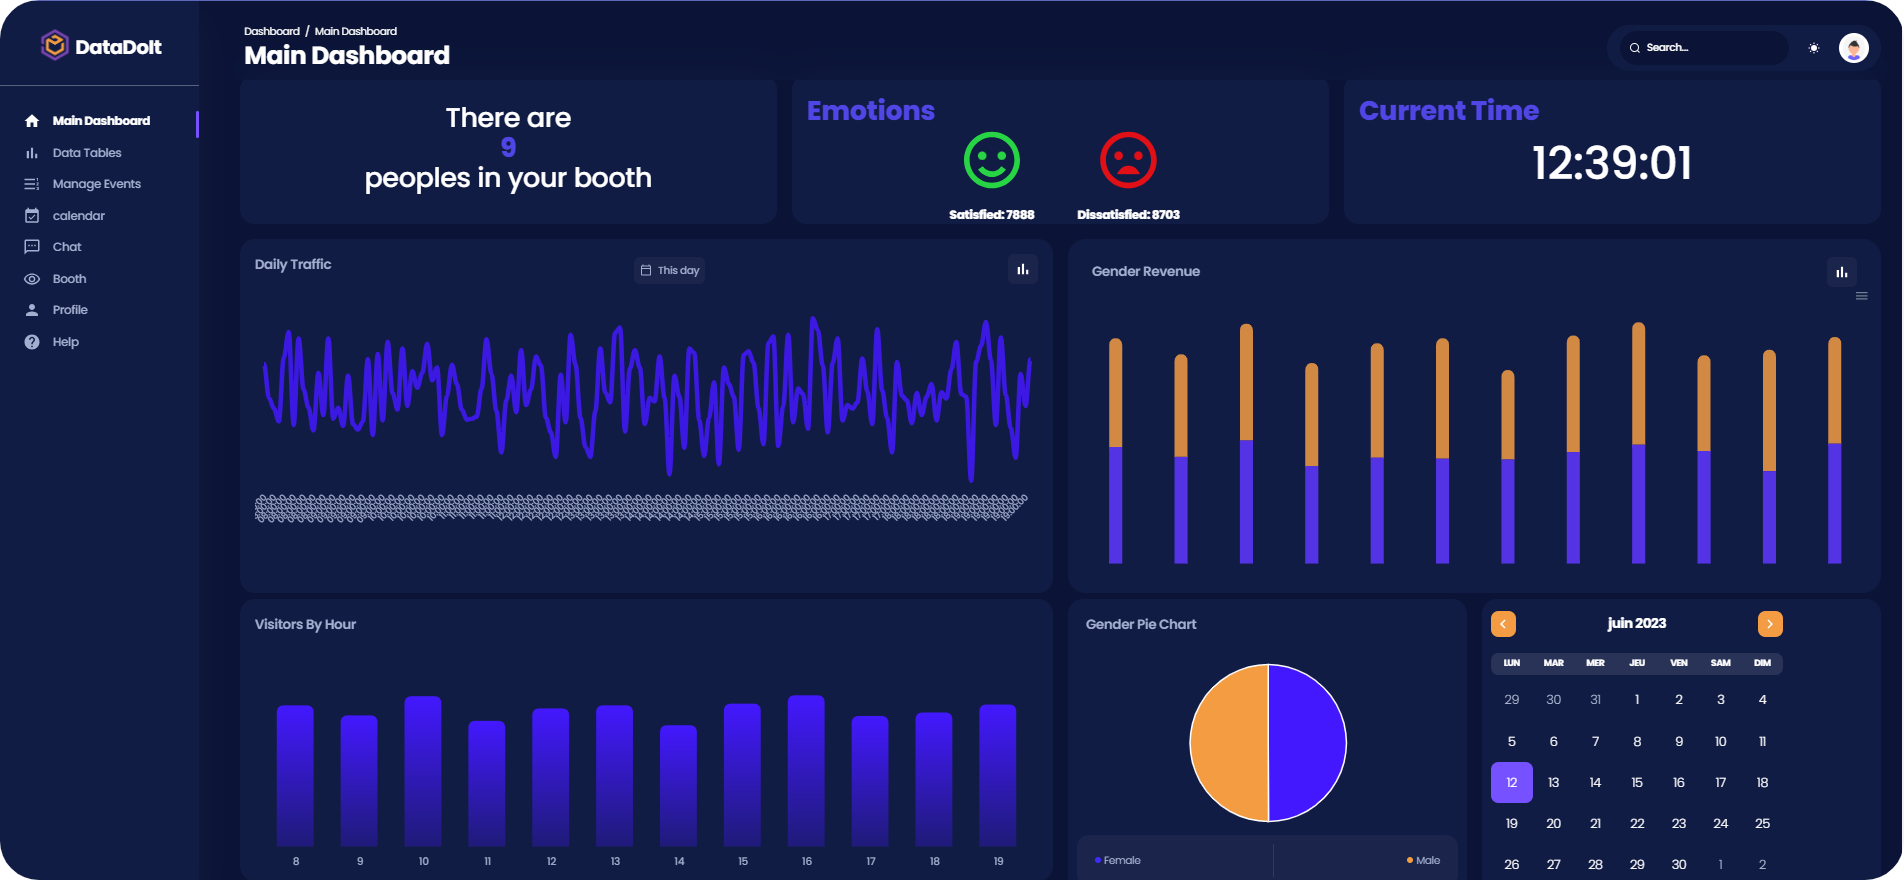 DataDoIt
Main Dashboard
Data Tables
Manage Events
calendar
Chat
Booth
Profile
Help
Dashboard / Main Dashboard
Main Dashboard
Search...
There are
9
peoples in your booth
Emotions
Satisfied: 7888
Dissatisfied: 8703
Current Time
12:39:01
Daily Traffic
This day
Gender Revenue
Visitors By Hour
8 9 10 11 12 13 14 15 16 17 18 19
Gender Pie Chart
Female
Male
juin 2023
LUN MAR MER JEU VEN SAM DIM
29 30 31 1 2 3 4
5 6 7 8 9 10 11
12 13 14 15 16 17 18
19 20 21 22 23 24 25
26 27 28 29 30 1 2